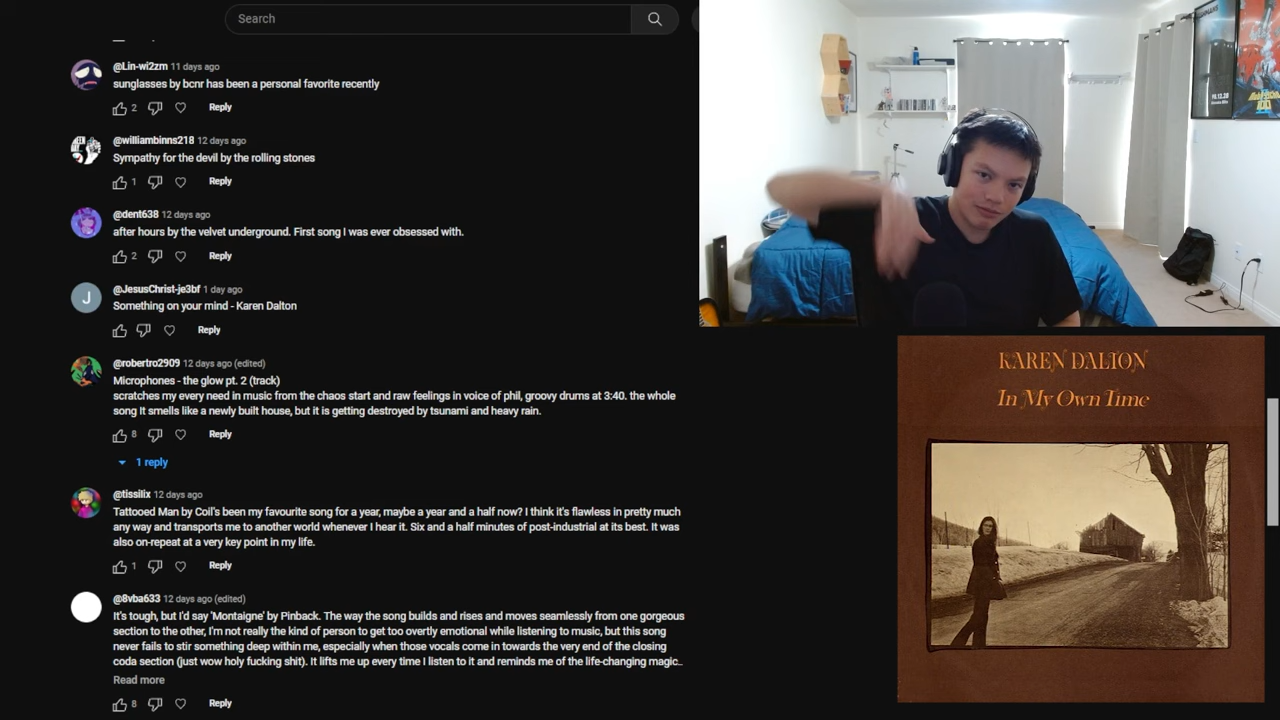 Search
@Lin-wi2zm 11 days ago
sunglasses by bcnr has been a personal favorite recently
2 Reply
@williambinns218 12 days ago
Sympathy for the devil by the rolling stones
1 Reply
@dent638 12 days ago
after hours by the velvet underground. First song I was ever obsessed with.
2 Reply
J
@JesusChrist-je3bf 1 day ago
Something on your mind - Karen Dalton
Reply
@robertro2909 12 days ago (edited)
Microphones - the glow pt. 2 (track)
scratches my every need in music from the chaos start and raw feelings in voice of phil, groovy drums at 3:40. the whole
song It smells like a newly built house, but it is getting destroyed by tsunami and heavy rain.
8 Reply
1 reply
@tissilix 12 days ago
Tattooed Man by Coil's been my favourite song for a year, maybe a year and a half now? I think it's flawless in pretty much
any way and transports me to another world whenever I hear it. Six and a half minutes of post-industrial at its best. It was
also on-repeat at a very key point in my life.
1 Reply
@8vba633 12 days ago (edited)
It's tough, but I'd say 'Montaigne' by Pinback. The way the song builds and rises and moves seamlessly from one gorgeous
section to the other, I'm not really the kind of person to get too overtly emotional while listening to music, but this song
never fails to stir something deep within me, especially when those vocals come in towards the very end of the closing
coda section (just wow holy fucking shit). It lifts me up every time I listen to it and reminds me of the life-changing magic...
Read more
8 Reply
KAREN DALTON
In My Own Time